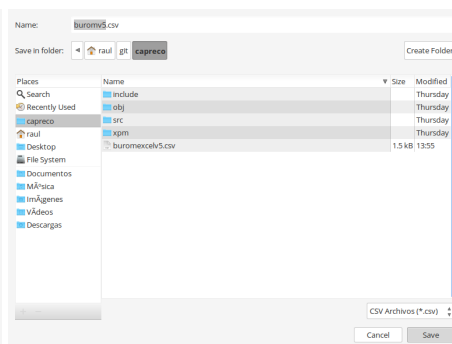 Name: buromv5.csv
Save in folder: raul git capreco Create Folder
Places Name Size Modified
Search include Thursday
Recently Used obj Thursday
capreco src Thursday
raul xpm Thursday
Desktop buromexcelv5.csv 1.5 kB 13:55
File System
Documentos
MÃºsica
ImÃ¡genes
VÃ­deos
Descargas
CSV Archivos (*.csv)
Cancel Save